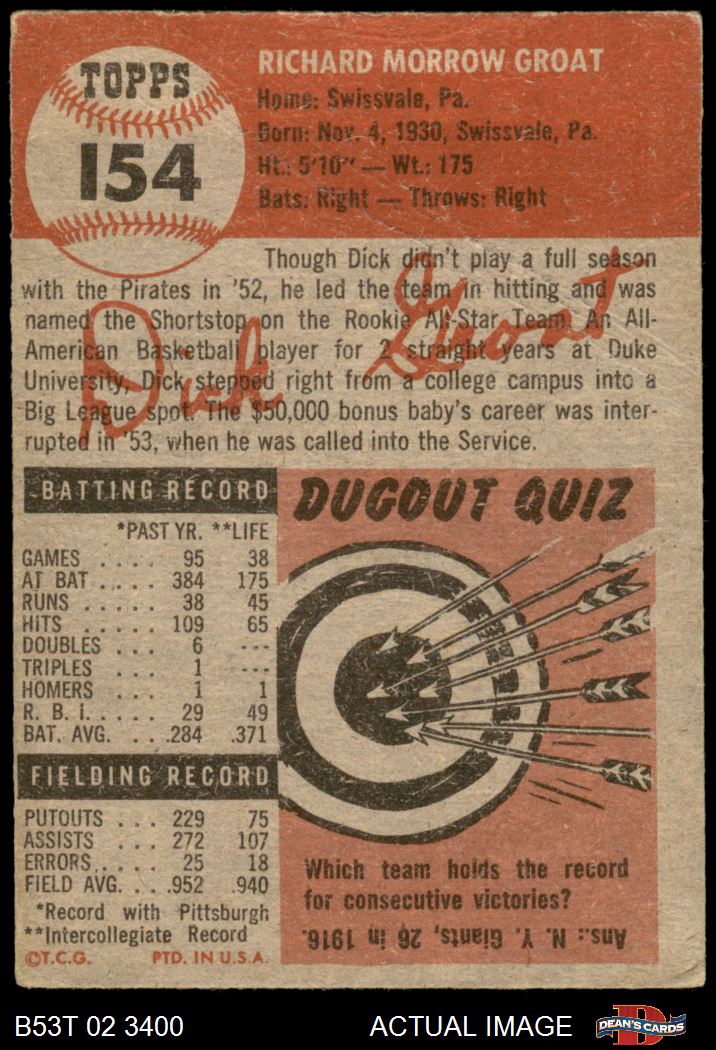 TOPPS
154
RICHARD MORROW GROAT
Home: Swissvale, Pa.
Born: Nov. 4, 1930, Swissvale, Pa.
Ht.: 5'10" — Wt.: 175
Bats: Right — Throws: Right
Though Dick didn't play a full season
with the Pirates in '52, he led the team in hitting and was
named the Shortstop on the Rookie All-Star Team. An All-
American Basketball player for 2 straight years at Duke
University, Dick stepped right from a college campus into a
Big League spot. The $50,000 bonus baby's career was inter-
rupted in '53, when he was called into the Service.
Dick Groat
BATTING RECORD
*PAST YR. **LIFE
GAMES . . . . 95 38
AT BAT . . . . 384 175
RUNS . . . . . 38 45
HITS . . . . . 109 65
DOUBLES . . . 6 ---
TRIPLES . . . 1 ---
HOMERS . . . 1 1
R. B. I. . . . . 29 49
BAT. AVG. . . .284 .371
FIELDING RECORD
PUTOUTS . . . 229 75
ASSISTS . . . 272 107
ERRORS . . . . 25 18
FIELD AVG. . . .952 .940
*Record with Pittsburgh
**Intercollegiate Record
©T.C.G. PTD. IN U.S.A.
DUGOUT QUIZ
Which team holds the record
for consecutive victories?
Ans.: N. Y. Giants, 26 in 1916.
B53T 02 3400
ACTUAL IMAGE
D
DEAN'S CARDS